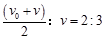 (v₀ + v)/2 : v = 2 : 3